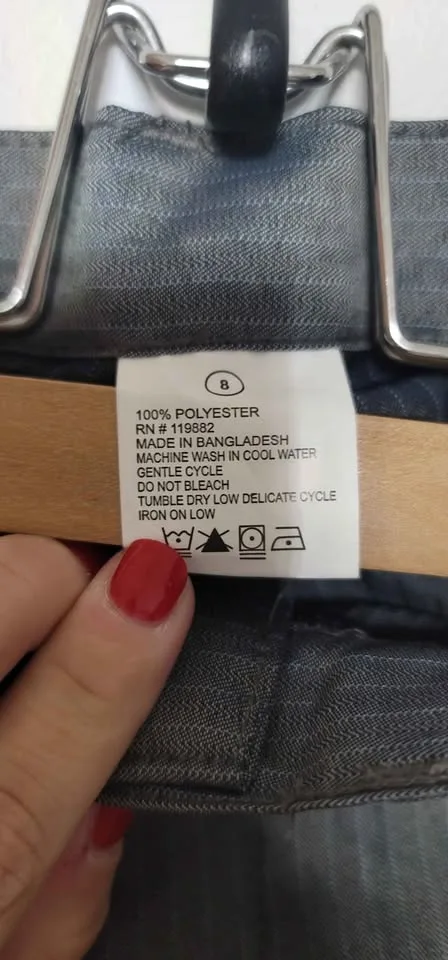 8
100% POLYESTER
RN # 119882
MADE IN BANGLADESH
MACHINE WASH IN COOL WATER
GENTLE CYCLE
DO NOT BLEACH
TUMBLE DRY LOW DELICATE CYCLE
IRON ON LOW